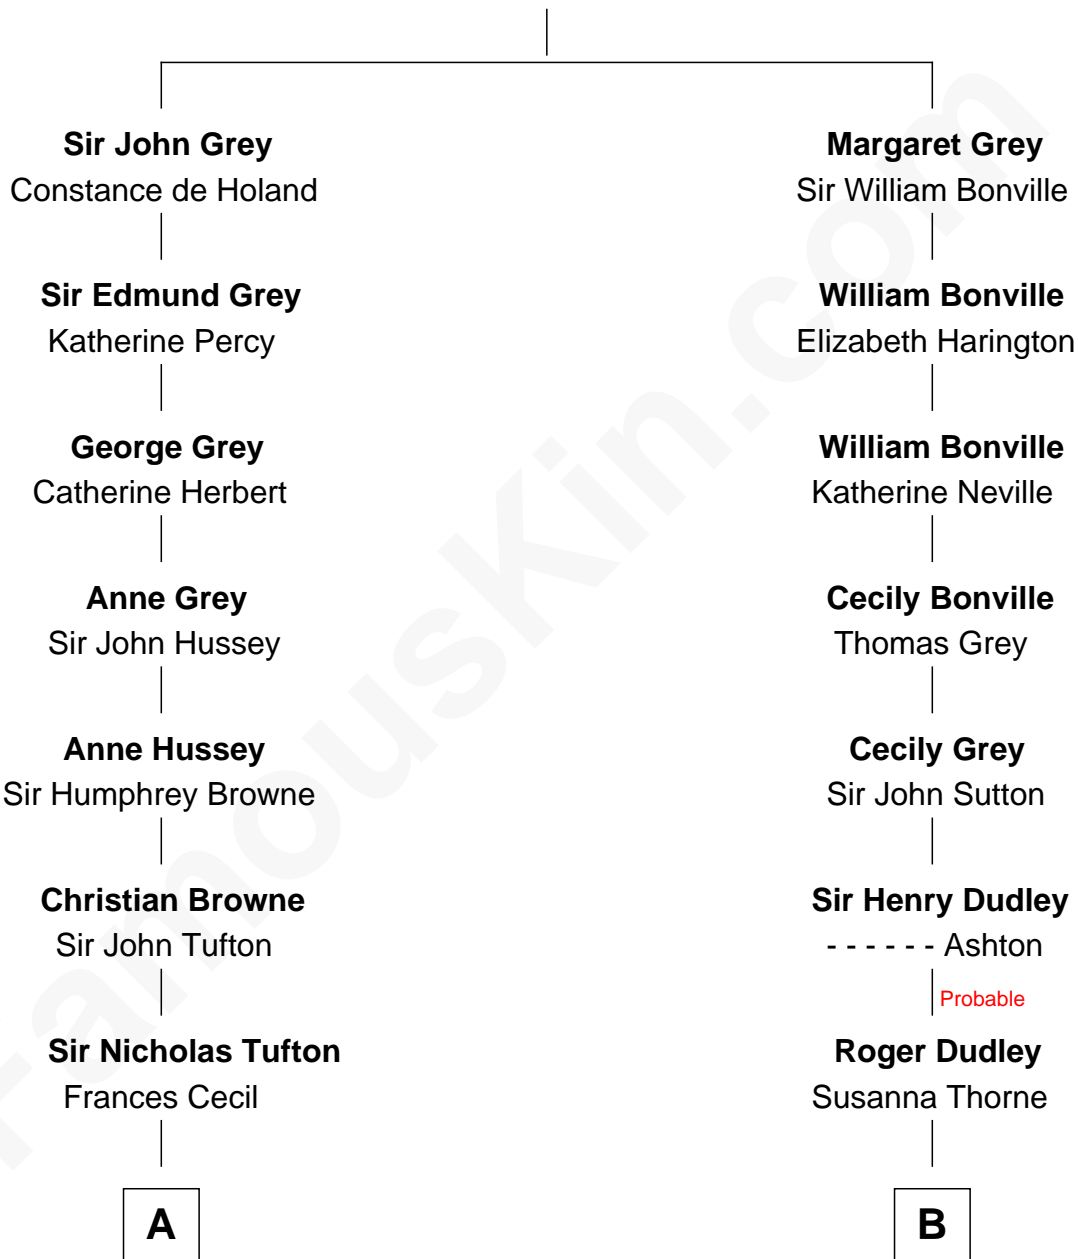 Sir John Grey
Constance de Holand
Sir Edmund Grey
Katherine Percy
George Grey
Catherine Herbert
Anne Grey
Sir John Hussey
Anne Hussey
Sir Humphrey Browne
Christian Browne
Sir John Tufton
Sir Nicholas Tufton
Frances Cecil
A
Margaret Grey
Sir William Bonville
William Bonville
Elizabeth Harington
William Bonville
Katherine Neville
Cecily Bonville
Thomas Grey
Cecily Grey
Sir John Sutton
Sir Henry Dudley
- - - - - - Ashton
Probable
Roger Dudley
Susanna Thorne
B
FamousKin.com